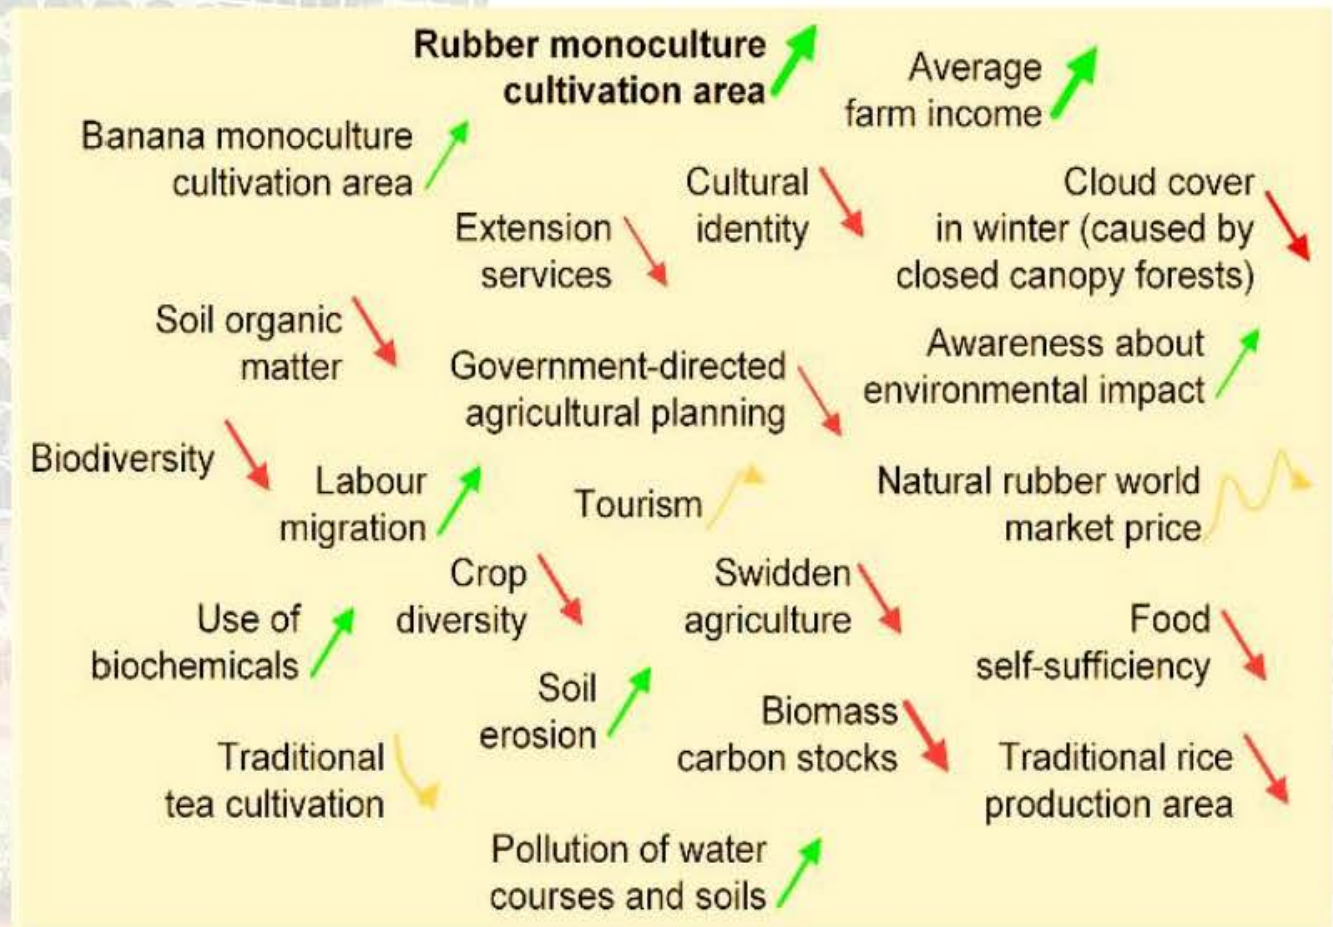 Rubber monoculture
cultivation area
Average
farm income
Banana monoculture
cultivation area
Cultural
identity
Cloud cover
in winter (caused by
closed canopy forests)
Extension
services
Soil organic
matter
Government-directed
agricultural planning
Awareness about
environmental impact
Biodiversity
Labour
migration
Tourism
Natural rubber world
market price
Crop
diversity
Swidden
agriculture
Use of
biochemicals
Food
self-sufficiency
Soil
erosion
Biomass
carbon stocks
Traditional
tea cultivation
Traditional rice
production area
Pollution of water
courses and soils